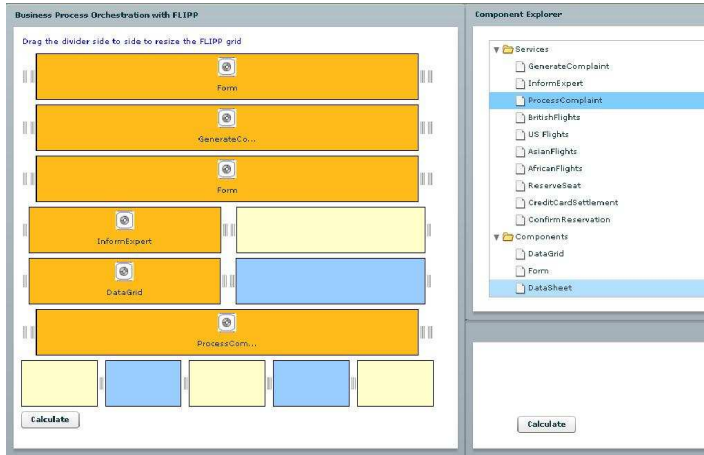 Business Process Orchestration with FLIPP
Drag the divider side to side to resize the FLIPP grid
Form
GenerateCo...
Form
InformExpert
DataGrid
ProcessCom...
Calculate
Component Explorer
Services
GenerateComplaint
InformExpert
ProcessComplaint
BritishFlights
US Flights
AsianFlights
AfricanFlights
ReserveSeat
CreditCardSettlement
ConfirmReservation
Components
DataGrid
Form
DataSheet
Calculate